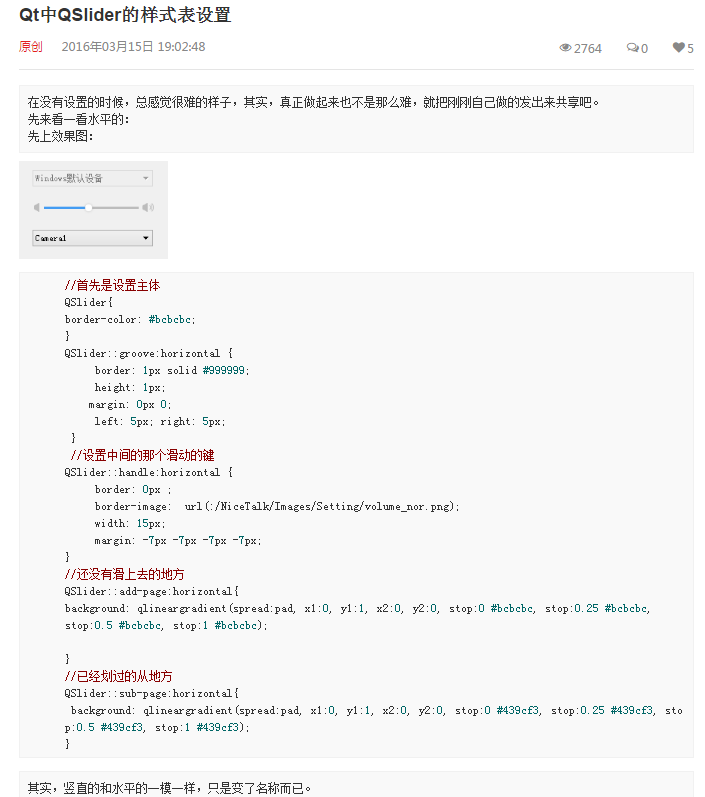 Qt中QSlider的样式表设置
原创 2016年03月15日 19:02:48 2764 0 5
在没有设置的时候，总感觉很难的样子，其实，真正做起来也不是那么难，就把刚刚自己做的发出来共享吧。
先来看一看水平的：
先上效果图：
Windows默认设备
Camera1
//首先是设置主体
QSlider{
border-color: #bcbcbc;
}
QSlider::groove:horizontal {
border: 1px solid #999999;
height: 1px;
margin: 0px 0;
left: 5px; right: 5px;
}
//设置中间的那个滑动的键
QSlider::handle:horizontal {
border: 0px ;
border-image:  url(:/NiceTalk/Images/Setting/volume_nor.png);
width: 15px;
margin: -7px -7px -7px -7px;
}
//还没有滑上去的地方
QSlider::add-page:horizontal{
background: qlineargradient(spread:pad, x1:0, y1:1, x2:0, y2:0, stop:0 #bcbcbc, stop:0.25 #bcbcbc,
stop:0.5 #bcbcbc, stop:1 #bcbcbc);
}
//已经划过的从地方
QSlider::sub-page:horizontal{
background: qlineargradient(spread:pad, x1:0, y1:1, x2:0, y2:0, stop:0 #439cf3, stop:0.25 #439cf3, sto
p:0.5 #439cf3, stop:1 #439cf3);
}
其实，竖直的和水平的一模一样，只是变了名称而已。